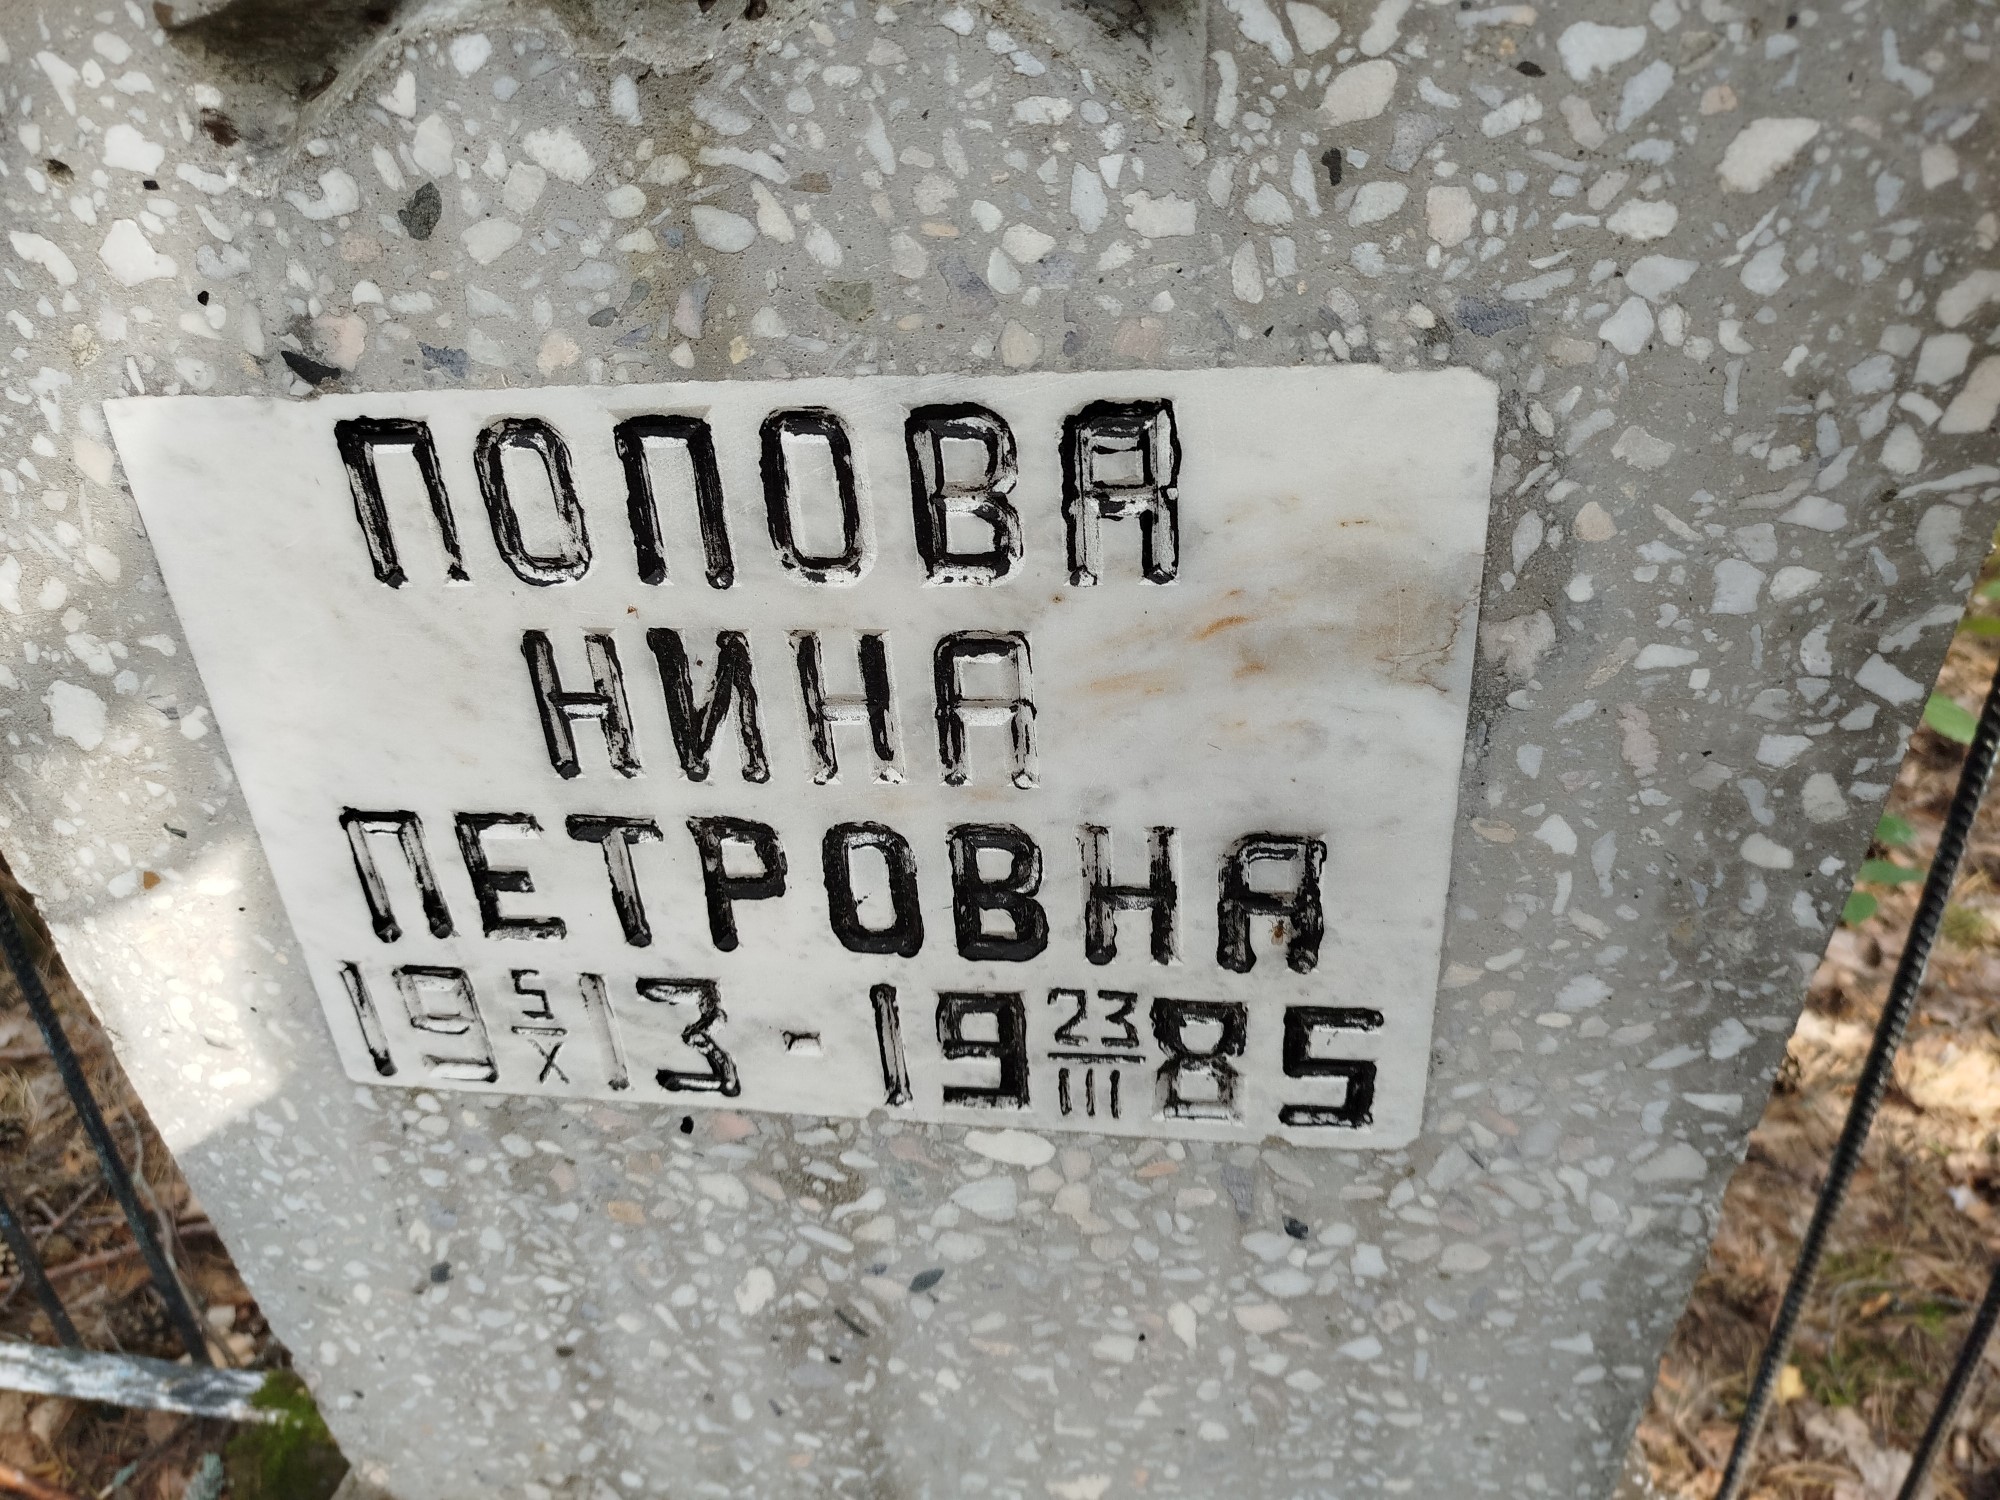 ПОПОВА
НИНА
ПЕТРОВНА
19 5/X 13 - 19 23/III 85